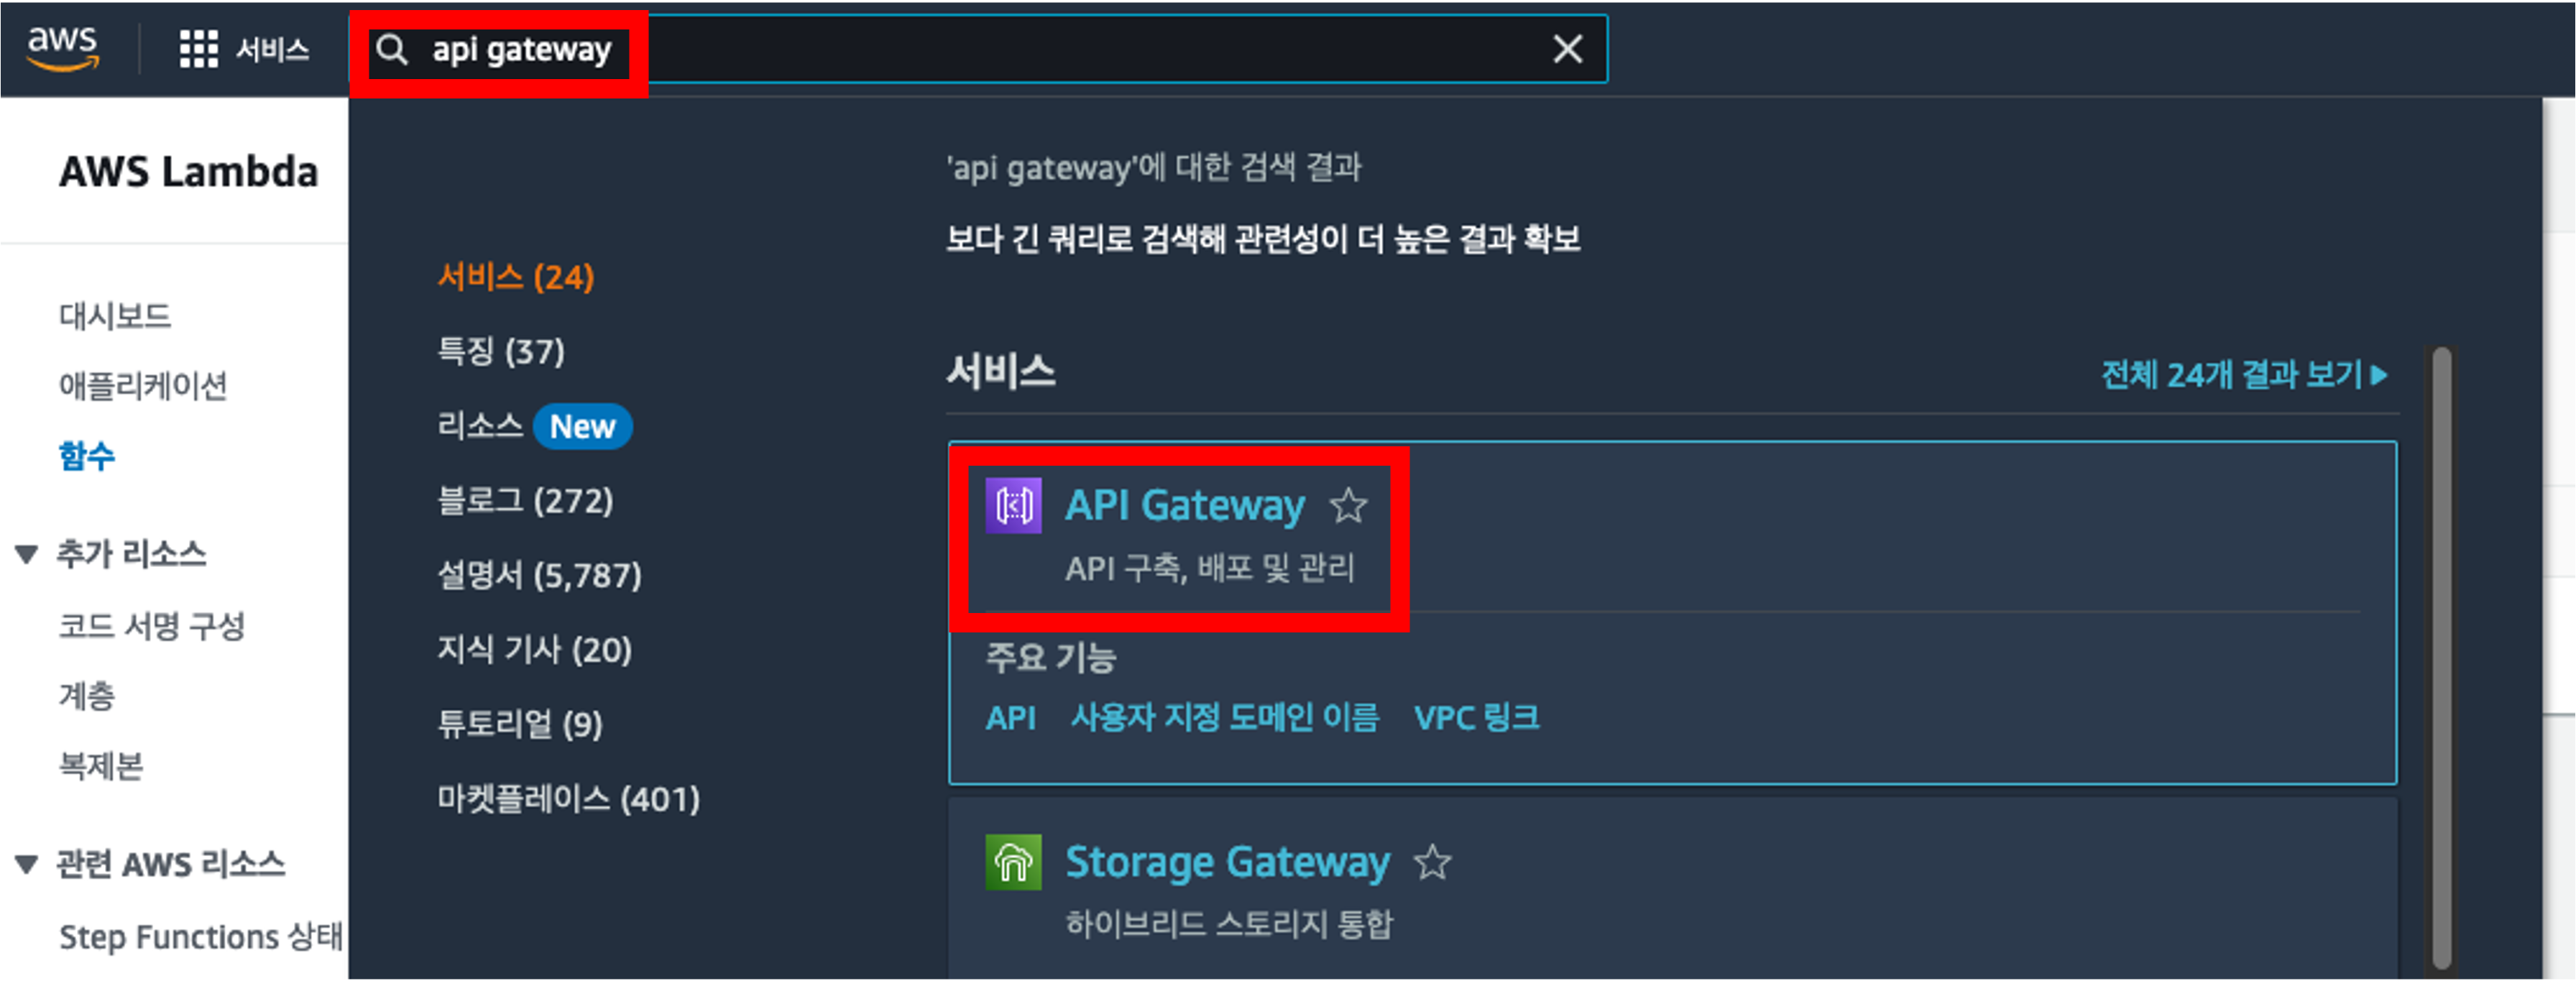 aws 서비스 api gateway
AWS Lambda
대시보드
애플리케이션
함수
추가 리소스
코드 서명 구성
계층
복제본
관련 AWS 리소스
Step Functions 상태
서비스 (24)
특징 (37)
리소스 New
블로그 (272)
설명서 (5,787)
지식 기사 (20)
튜토리얼 (9)
마켓플레이스 (401)
'api gateway'에 대한 검색 결과
보다 긴 쿼리로 검색해 관련성이 더 높은 결과 확보
서비스 전체 24개 결과 보기
API Gateway
API 구축, 배포 및 관리
주요 기능
API 사용자 지정 도메인 이름 VPC 링크
Storage Gateway
하이브리드 스토리지 통합